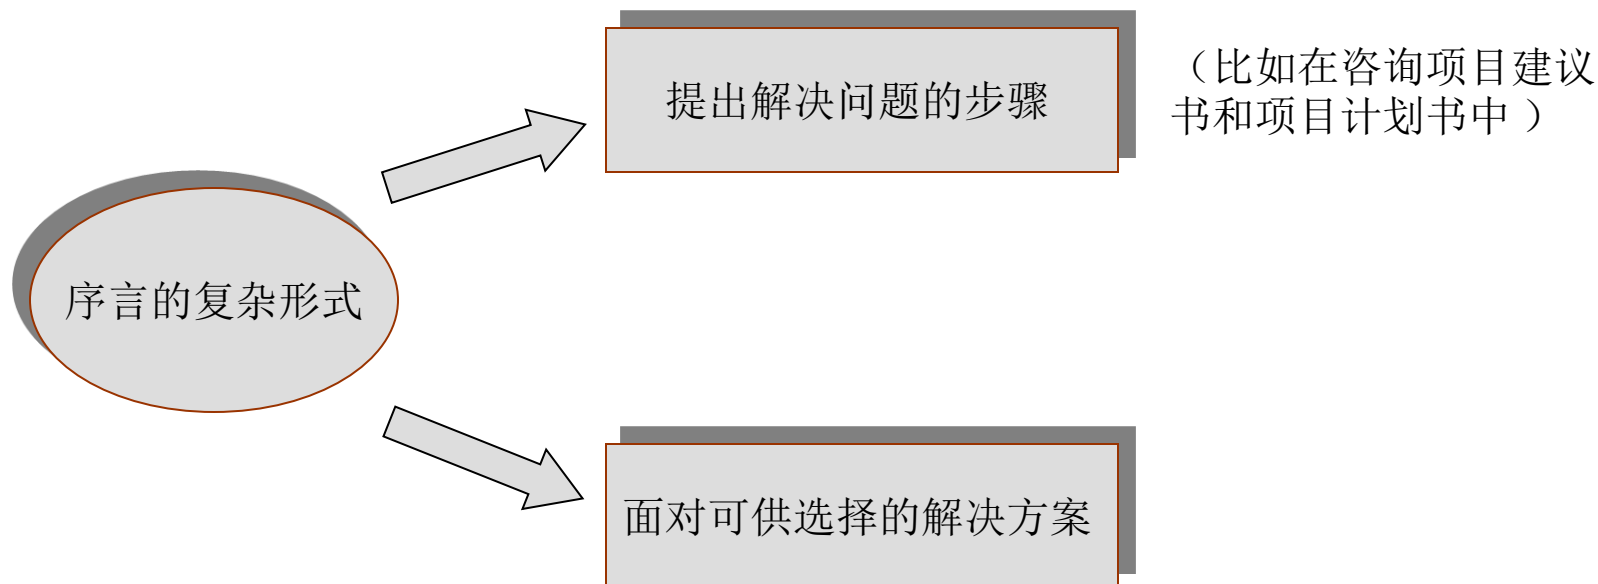 提出解决问题的步骤
（比如在咨询项目建议
书和项目计划书中 ）
序言的复杂形式
面对可供选择的解决方案